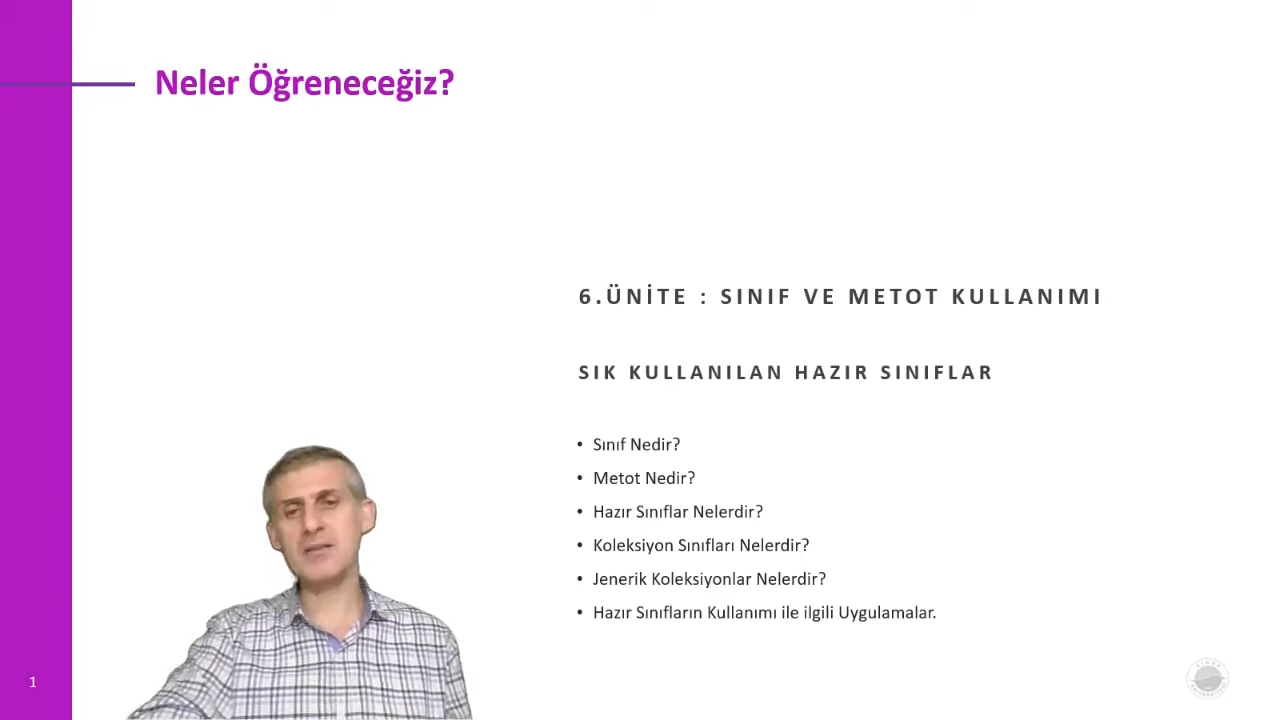 Neler Öğreneceğiz?
6.ÜNİTE : SINIF VE METOT KULLANIMI
SIK KULLANILAN HAZIR SINIFLAR
• Sınıf Nedir?
• Metot Nedir?
• Hazır Sınıflar Nelerdir?
• Koleksiyon Sınıfları Nelerdir?
• Jenerik Koleksiyonlar Nelerdir?
• Hazır Sınıfların Kullanımı ile ilgili Uygulamalar.
1